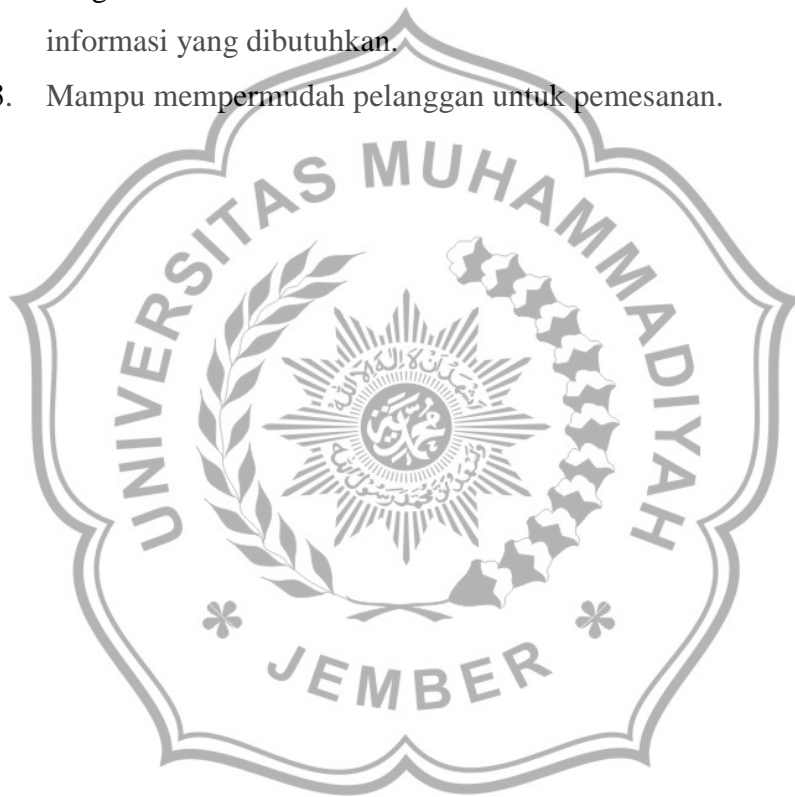 informasi yang dibutuhkan.
3. Mampu mempermudah pelanggan untuk pemesanan.
UNIVERSITAS MUHAMMADIYAH
JEMBER